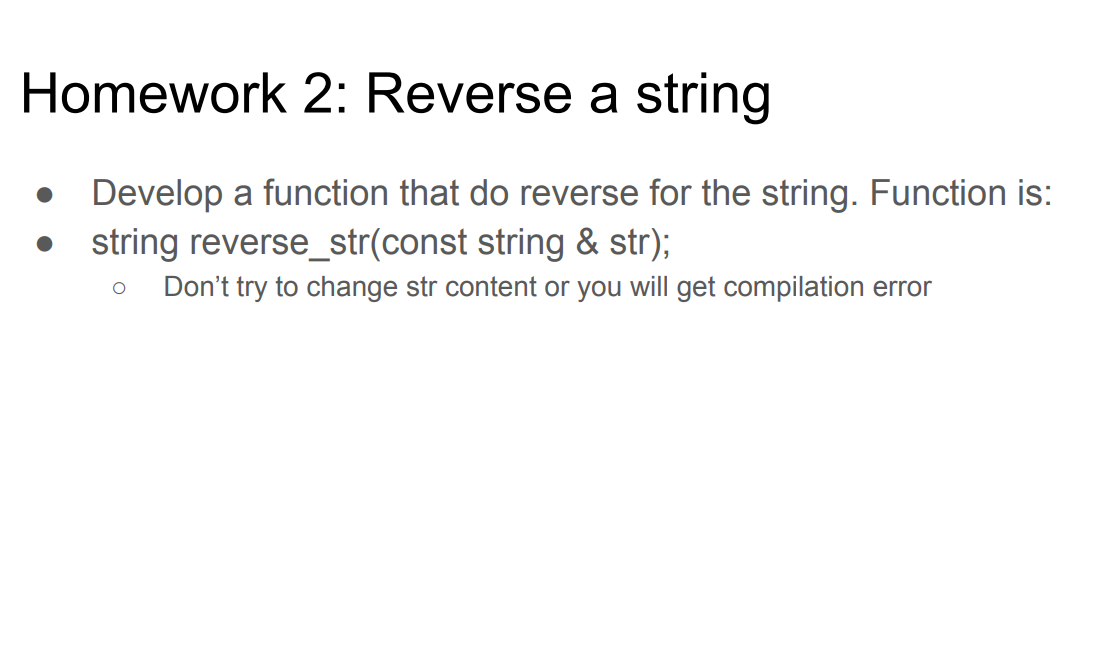 Homework 2: Reverse a string
● Develop a function that do reverse for the string. Function is:
● string reverse_str(const string & str);
○ Don’t try to change str content or you will get compilation error